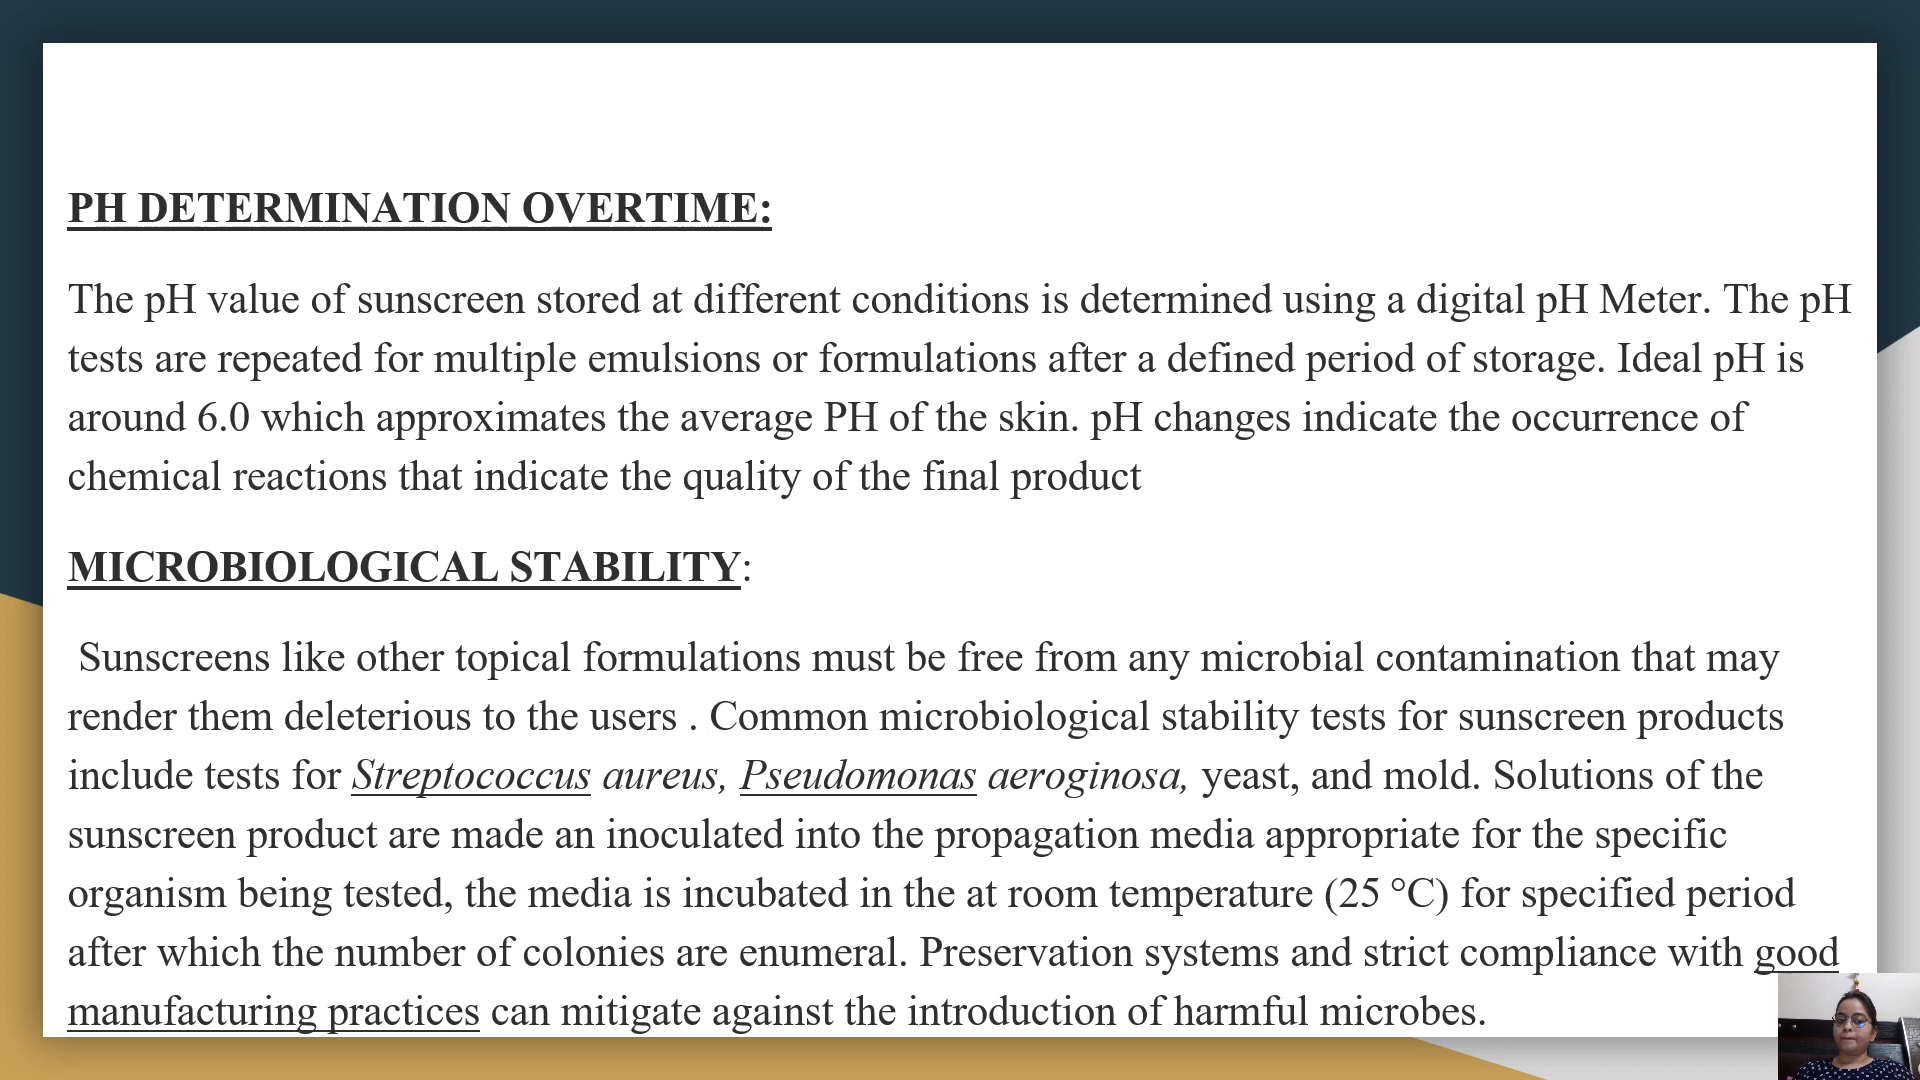 PH DETERMINATION OVERTIME:
The pH value of sunscreen stored at different conditions is determined using a digital pH Meter. The pH
tests are repeated for multiple emulsions or formulations after a defined period of storage. Ideal pH is
around 6.0 which approximates the average PH of the skin. pH changes indicate the occurrence of
chemical reactions that indicate the quality of the final product
MICROBIOLOGICAL STABILITY:
Sunscreens like other topical formulations must be free from any microbial contamination that may
render them deleterious to the users . Common microbiological stability tests for sunscreen products
include tests for Streptococcus aureus, Pseudomonas aeroginosa, yeast, and mold. Solutions of the
sunscreen product are made an inoculated into the propagation media appropriate for the specific
organism being tested, the media is incubated in the at room temperature (25 °C) for specified period
after which the number of colonies are enumeral. Preservation systems and strict compliance with good
manufacturing practices can mitigate against the introduction of harmful microbes.